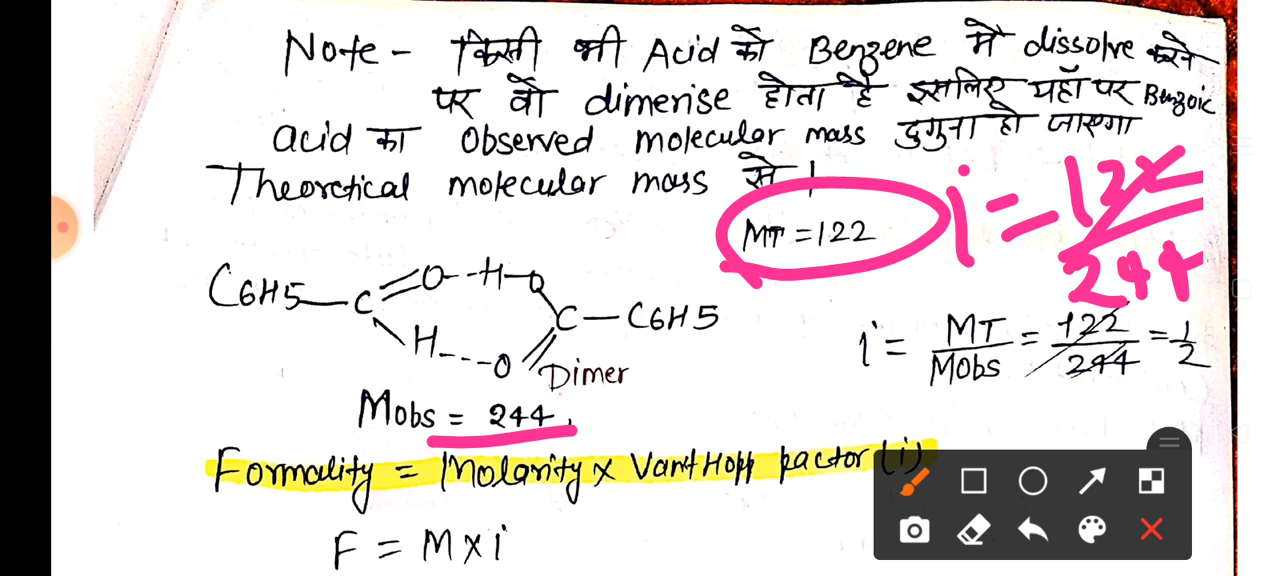 Note - किसी भी Acid को Benzene में dissolve करने
पर वो dimerise होता है इसलिए यहाँ पर Benzoic
acid का observed molecular mass दुगुना हो जाएगा
Theoretical molecular mass से |
MT = 122
i = 122/244
C6H5 — C = O -- H - O
C — C6H5
H --- O
Dimer
i = MT/Mobs = 122/244 = 1/2
Mobs = 244
Formality = Molarity x Vant Hoff factor (i)
F = M x i